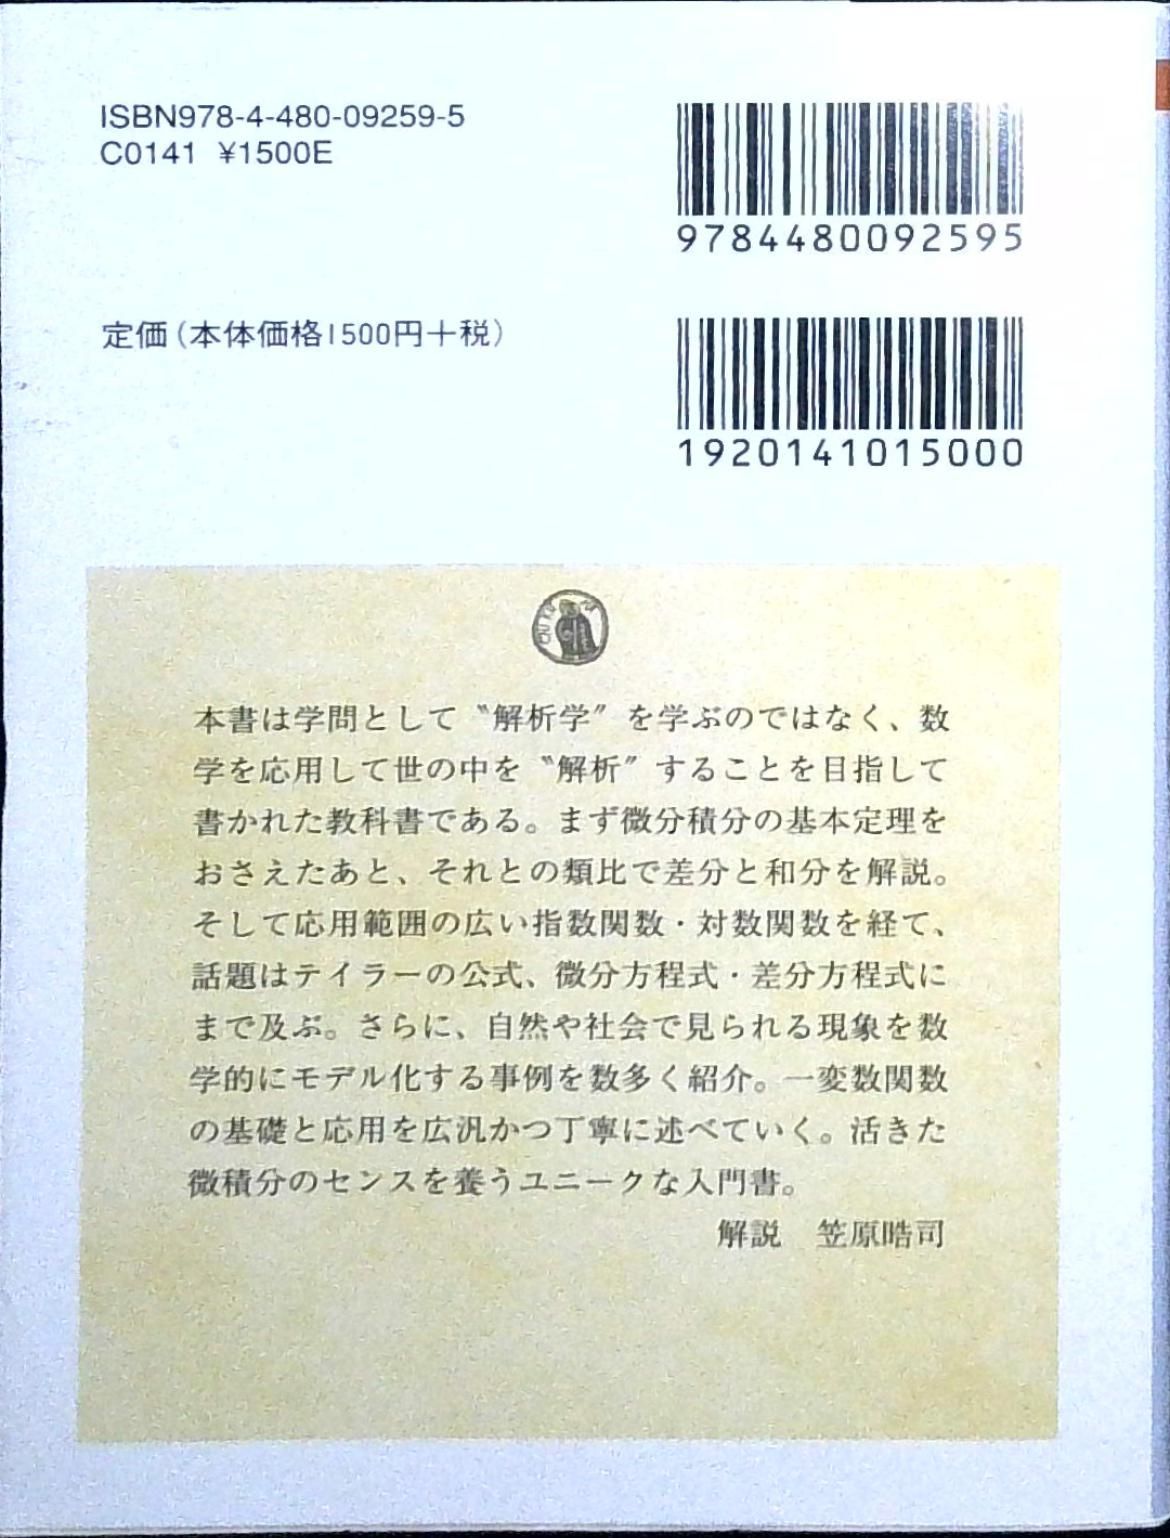 ISBN978-4-480-09259-5
C0141 ¥1500E
9784480092595
定価(本体価格1500円+税)
1920141015000
本書は学問として〝解析学〟を学ぶのではなく、数
学を応用して世の中を〝解析〟することを目指して
書かれた教科書である。まず微分積分の基本定理を
おさえたあと、それとの類比で差分と和分を解説。
そして応用範囲の広い指数関数・対数関数を経て、
話題はテイラーの公式、微分方程式・差分方程式に
まで及ぶ。さらに、自然や社会で見られる現象を数
学的にモデル化する事例を数多く紹介。一変数関数
の基礎と応用を広汎かつ丁寧に述べていく。活きた
微積分のセンスを養うユニークな入門書。
解説　笠原晧司